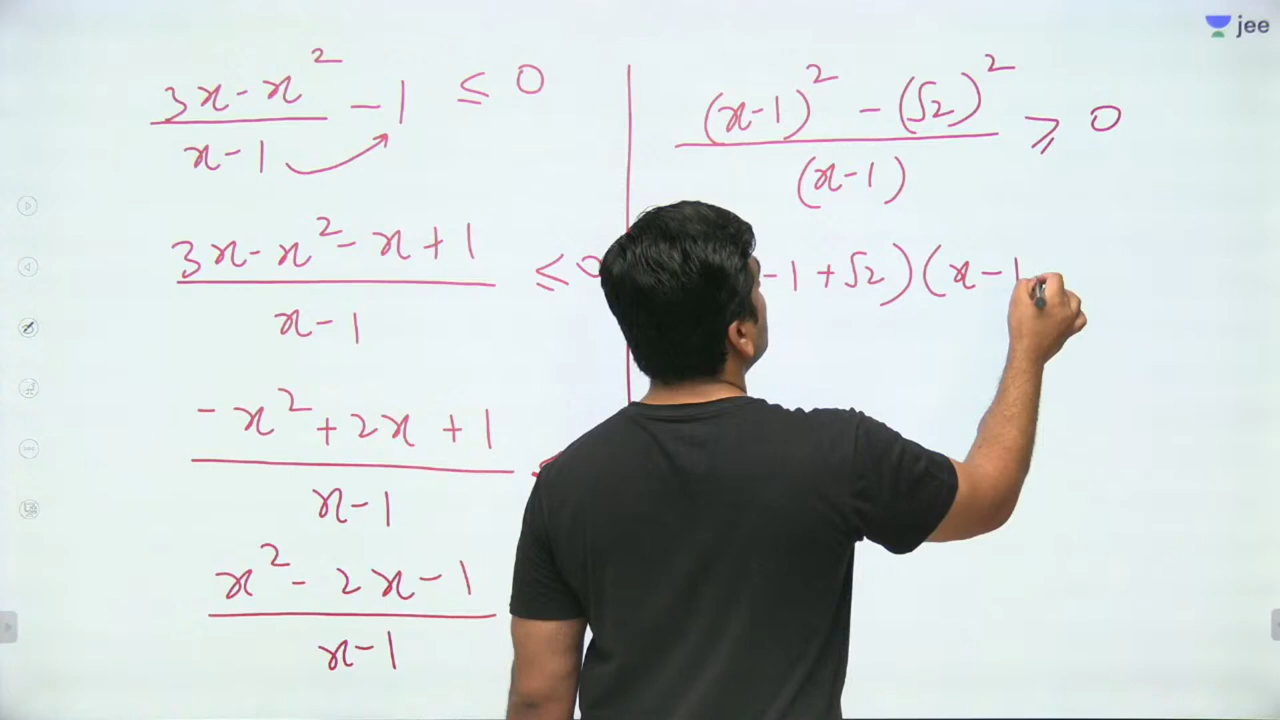 jee
3x-x²
――― -1 ≤ 0
x-1
3x-x²-x+1
――― ≤0
x-1
-x²+2x+1
―――
x-1
x²-2x-1
―――
x-1
(x-1)² - (√2)²
――― ≥ 0
(x-1)
-1+√2)(x-1